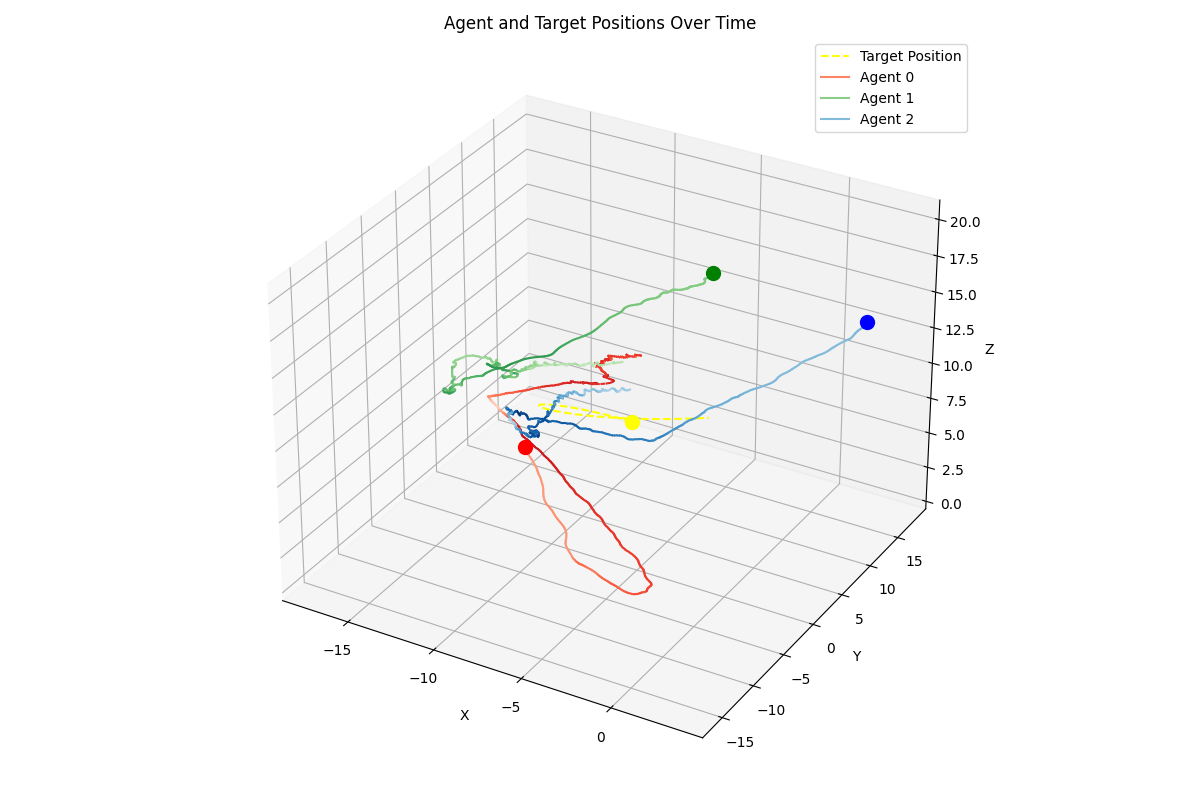 Agent and Target Positions Over Time
Target Position
Agent 0
Agent 1
Agent 2
20.0
17.5
15.0
12.5
10.0
7.5
5.0
2.5
0.0
Z
15
10
5
0
−5
−10
−15
Y
−15
−10
−5
0
X